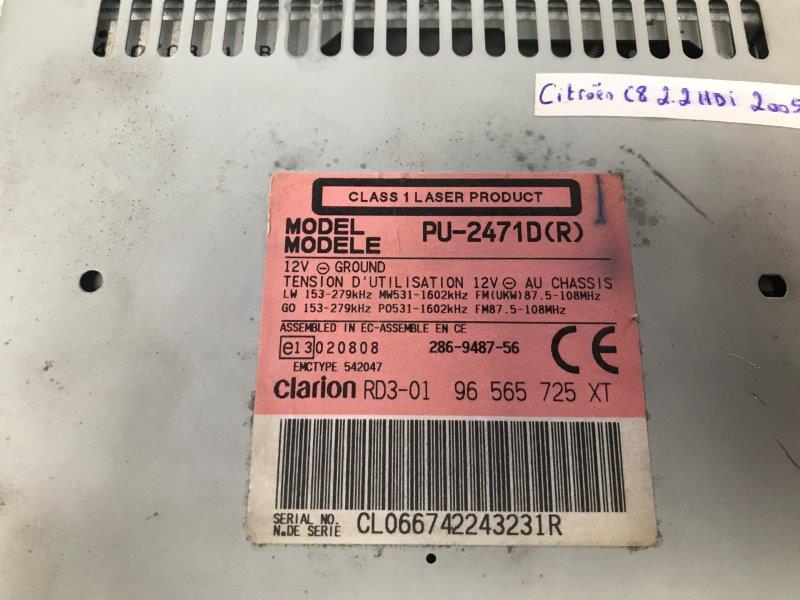 Citroën C8 2.2 HDi 2005
CLASS 1 LASER PRODUCT
MODEL PU-2471D(R)
MODELE
12V ⊖ GROUND
TENSION D'UTILISATION 12V ⊖ AU CHASSIS
LW 153-279kHz MW531-1602kHz FM(UKW)87.5-108MHz
GO 153-279kHz PO531-1602kHz FM87.5-108MHz
ASSEMBLED IN EC-ASSEMBLE EN CE
e13 020808 286-9487-56 CE
EMCTYPE 542047
clarion RD3-01 96 565 725 XT
SERIAL NO. CL066742243231R
N.DE SERIE